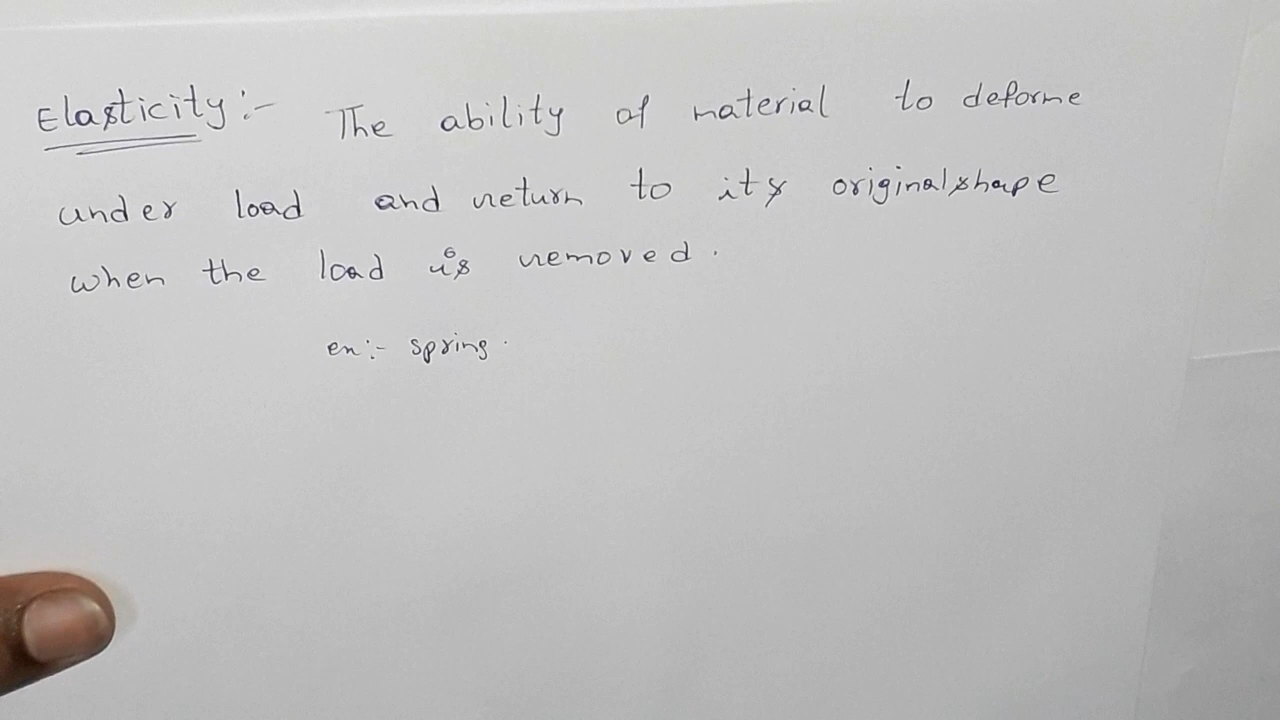 Elasticity:- The ability of material to deforme
under load and return to its original shape
when the load is removed.
ex:- spring.